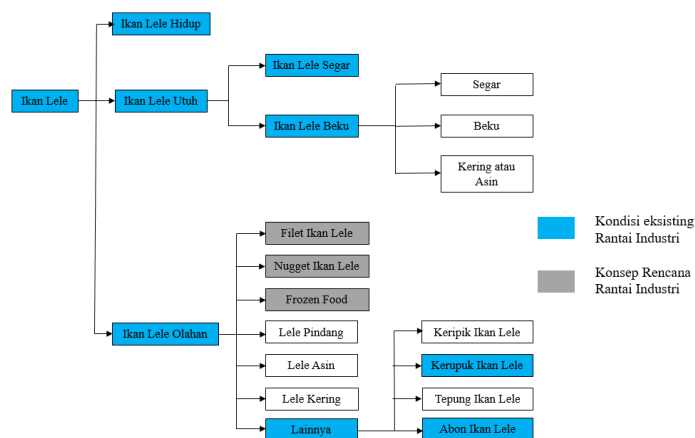 Ikan Lele Hidup
Ikan Lele Segar
Segar
Ikan Lele
Ikan Lele Utuh
Ikan Lele Beku
Beku
Kering atau
Asin
Kondisi eksisting
Rantai Industri
Filet Ikan Lele
Nugget Ikan Lele
Konsep Rencana
Rantai Industri
Frozen Food
Ikan Lele Olahan
Lele Pindang
Keripik Ikan Lele
Lele Asin
Kerupuk Ikan Lele
Lele Kering
Tepung Ikan Lele
Lainnya
Abon Ikan Lele